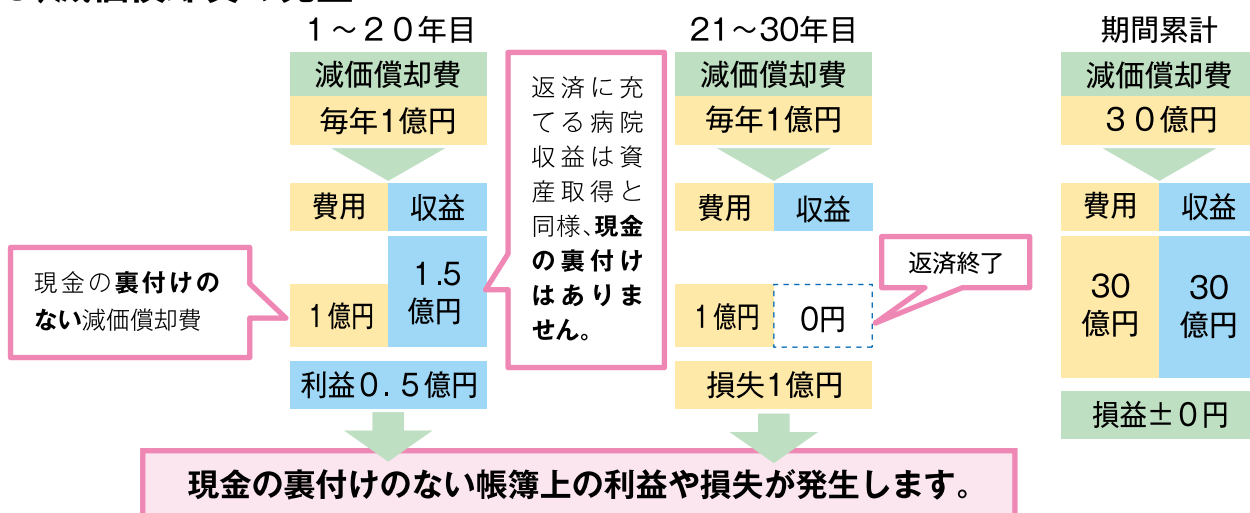 1～２０年目
減価償却費
毎年1億円
費用 収益
1億円
1.5
億円
利益０.５億円
現金の裏付けの
ない減価償却費
返済に充
てる病院
収益は資
産取得と
同様、現金
の裏付け
はありま
せん。
21～30年目
減価償却費
毎年1億円
費用 収益
1億円
0円
損失1億円
返済終了
期間累計
減価償却費
３０億円
費用 収益
30
億円
30
億円
損益±０円
現金の裏付けのない帳簿上の利益や損失が発生します。